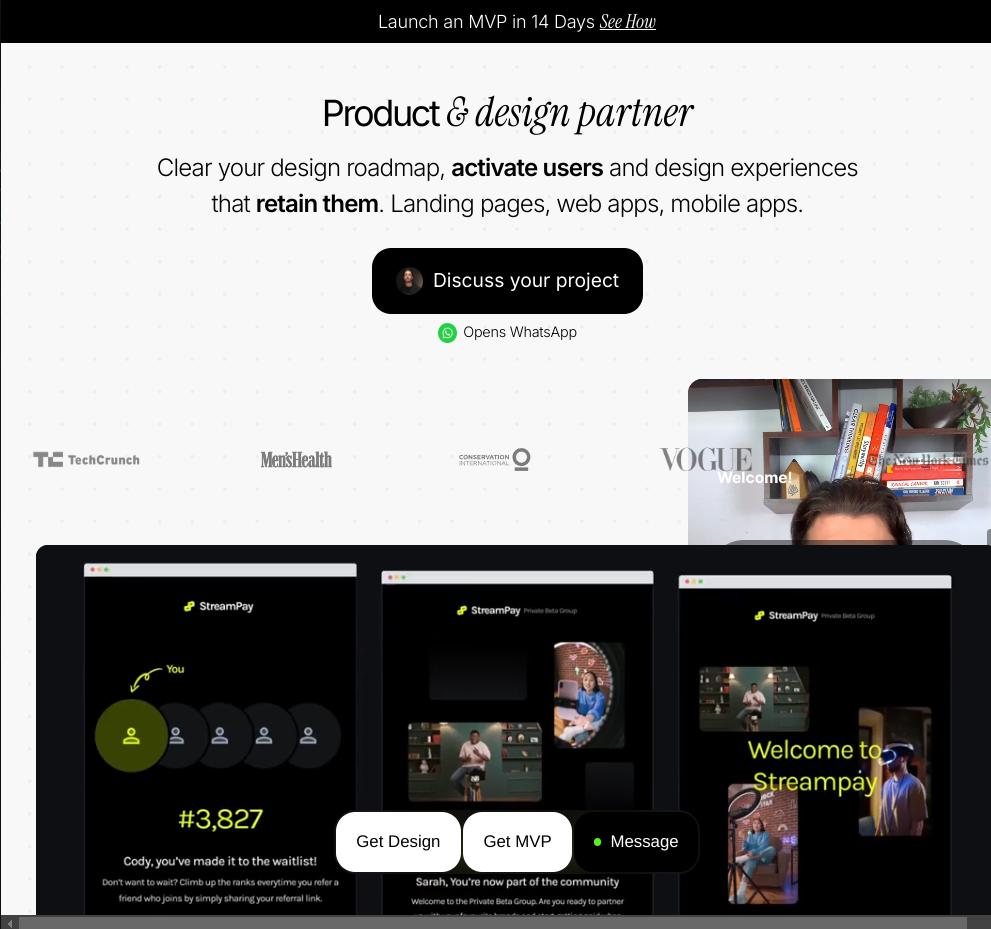 Launch an MVP in 14 Days See How
Product & design partner
Clear your design roadmap, activate users and design experiences
that retain them. Landing pages, web apps, mobile apps.
Discuss your project
Opens WhatsApp
TechCrunch
Men'sHealth
CONSERVATION
INTERNATIONAL
VOGUE
The New York Times
Welcome!
StreamPay
You
#3,827
Cody, you've made it to the waitlist!
Don't want to wait? Climb up the ranks everytime you refer a
friend who joins by simply sharing your referral link.
StreamPay Private Beta Group
Sarah, You're now part of the community
Welcome to the Private Beta Group. Are you ready to partner
StreamPay Private Beta Group
Welcome to
Streampay
Get Design
Get MVP
Message